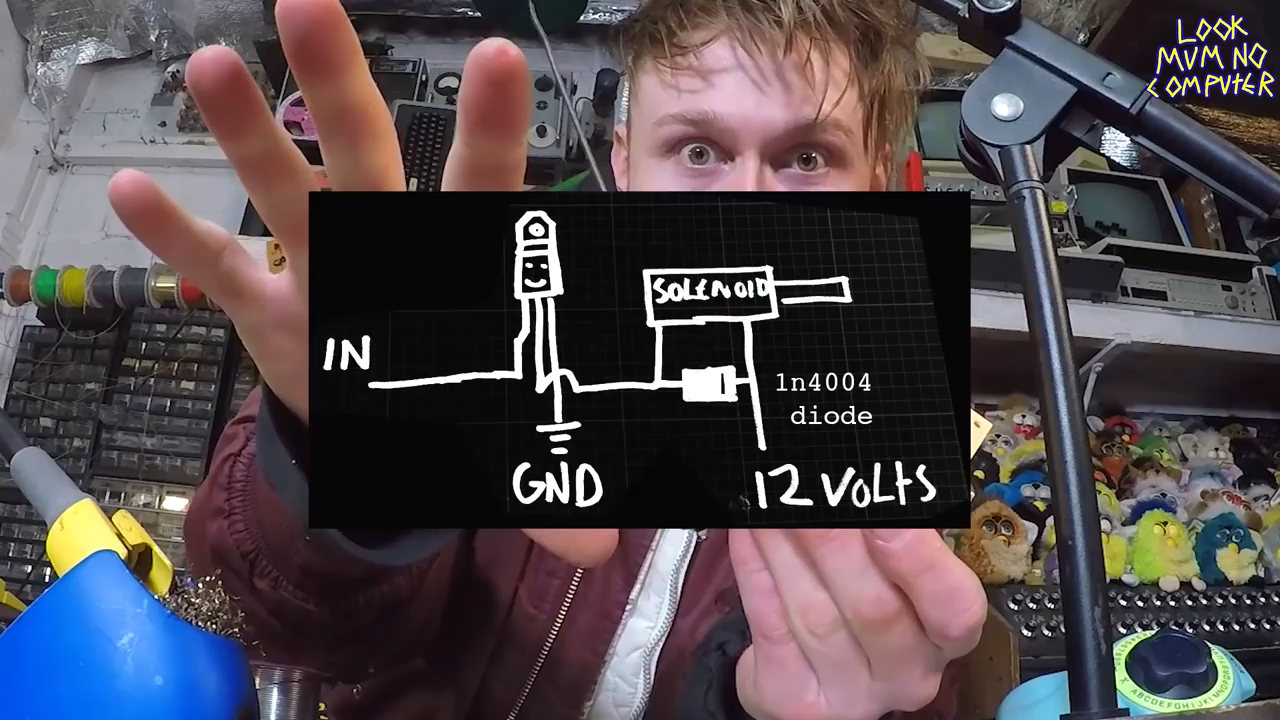 LOOK
MUM NO
COMPUTER
IN
SOLENOID
1n4004
diode
GND
12 VOLTS